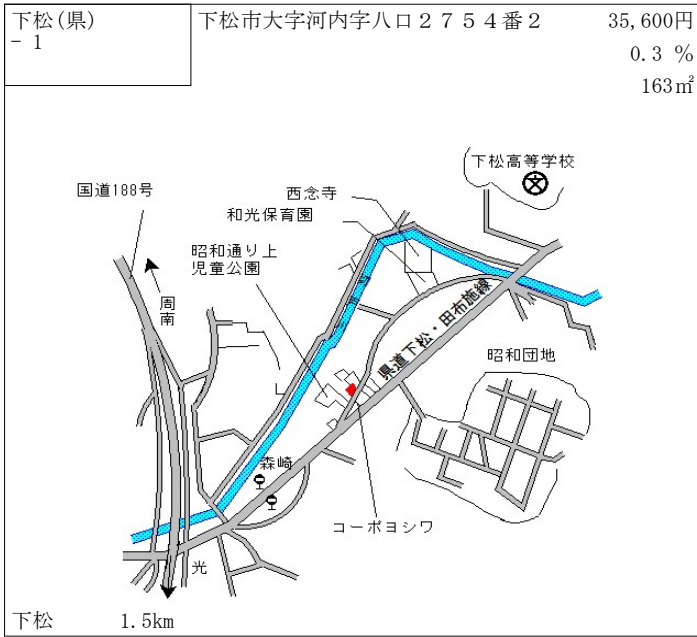 下松(県)
- 1
下松市大字河内字八口２７５４番２
35,600円
0.3 %
163㎡
下松高等学校
国道188号
西念寺
和光保育園
昭和通り上
児童公園
周南
県道下松・田布施線
昭和団地
森崎
コーポヨシワ
光
下松 1.5km